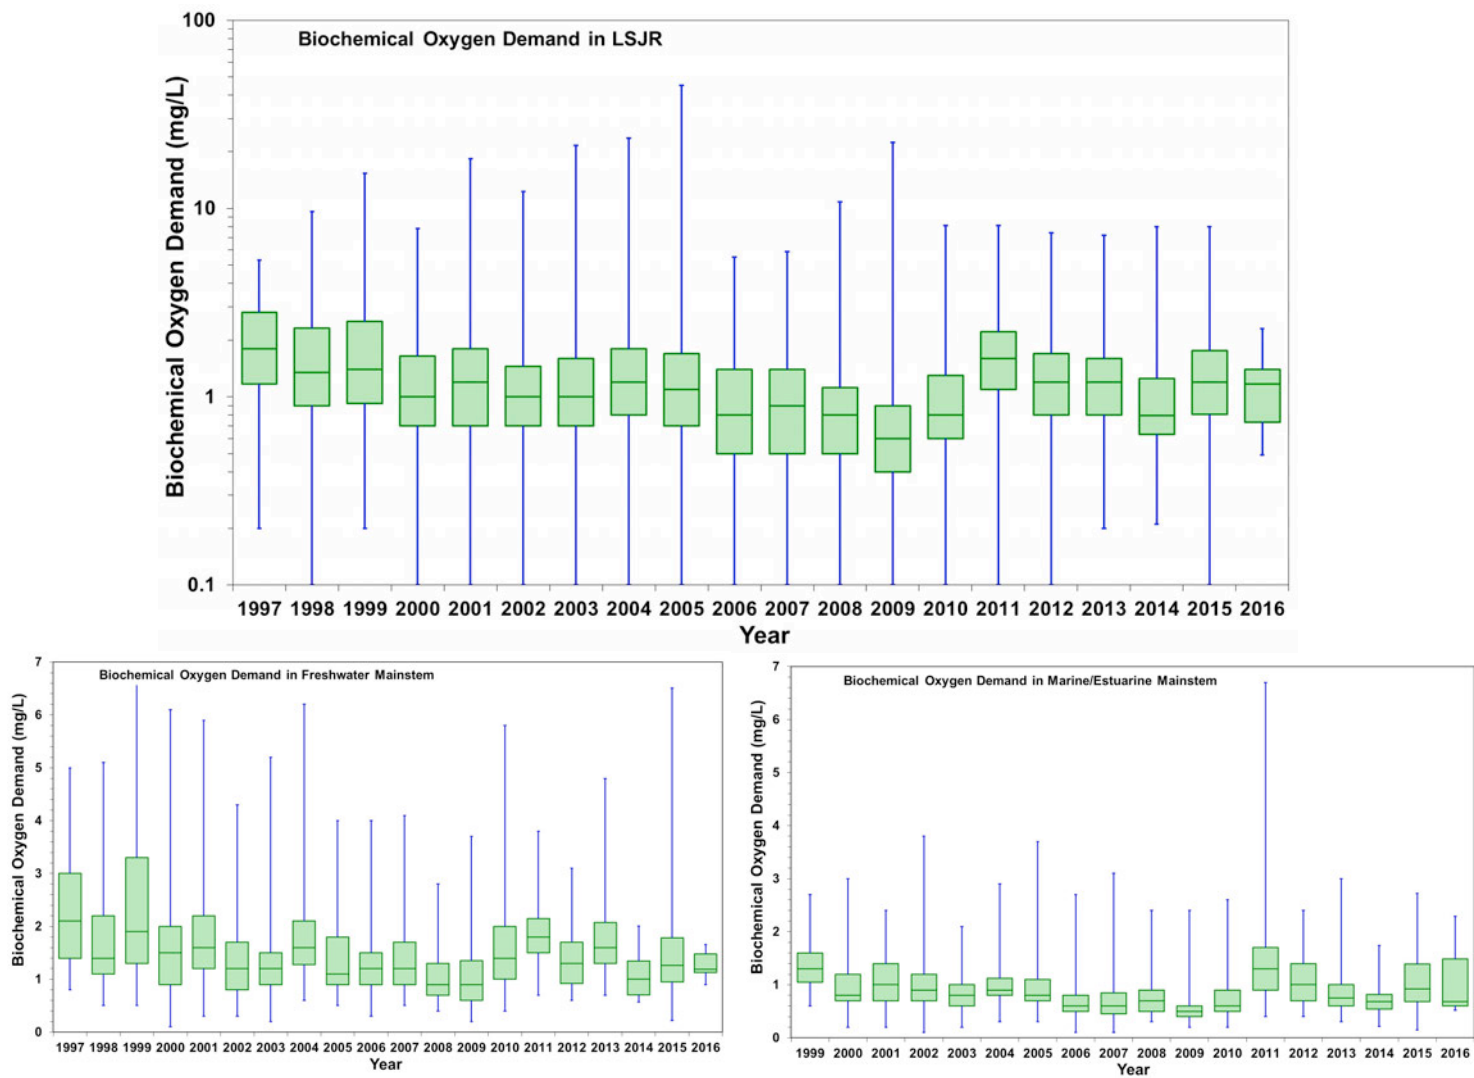 Biochemical Oxygen Demand in LSJR
Biochemical Oxygen Demand (mg/L)
100
10
1
0.1
1997 1998 1999 2000 2001 2002 2003 2004 2005 2006 2007 2008 2009 2010 2011 2012 2013 2014 2015 2016
Year
Biochemical Oxygen Demand in Freshwater Mainstem
Biochemical Oxygen Demand (mg/L)
7
6
5
4
3
2
1
0
1997 1998 1999 2000 2001 2002 2003 2004 2005 2006 2007 2008 2009 2010 2011 2012 2013 2014 2015 2016
Year
Biochemical Oxygen Demand in Marine/Estuarine Mainstem
Biochemical Oxygen Demand (mg/L)
7
6
5
4
3
2
1
0
1999 2000 2001 2002 2003 2004 2005 2006 2007 2008 2009 2010 2011 2012 2013 2014 2015 2016
Year